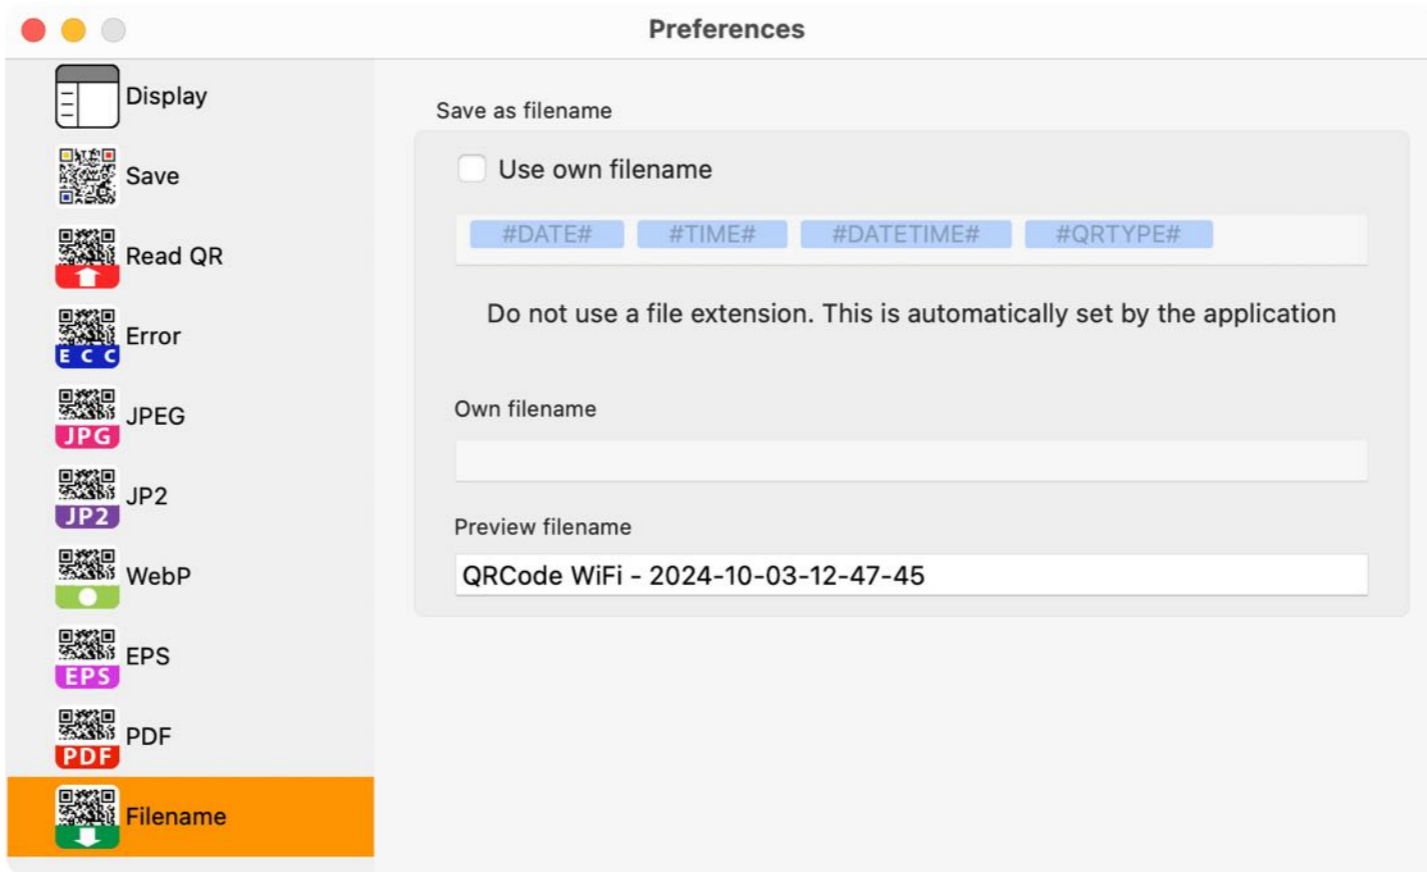 Preferences
Display
Save
Read QR
Error
ECC
JPEG
JPG
JP2
JP2
WebP
EPS
EPS
PDF
PDF
Filename
Save as filename
Use own filename
#DATE# #TIME# #DATETIME# #QRTYPE#
Do not use a file extension. This is automatically set by the application
Own filename
Preview filename
QRCode WiFi - 2024-10-03-12-47-45